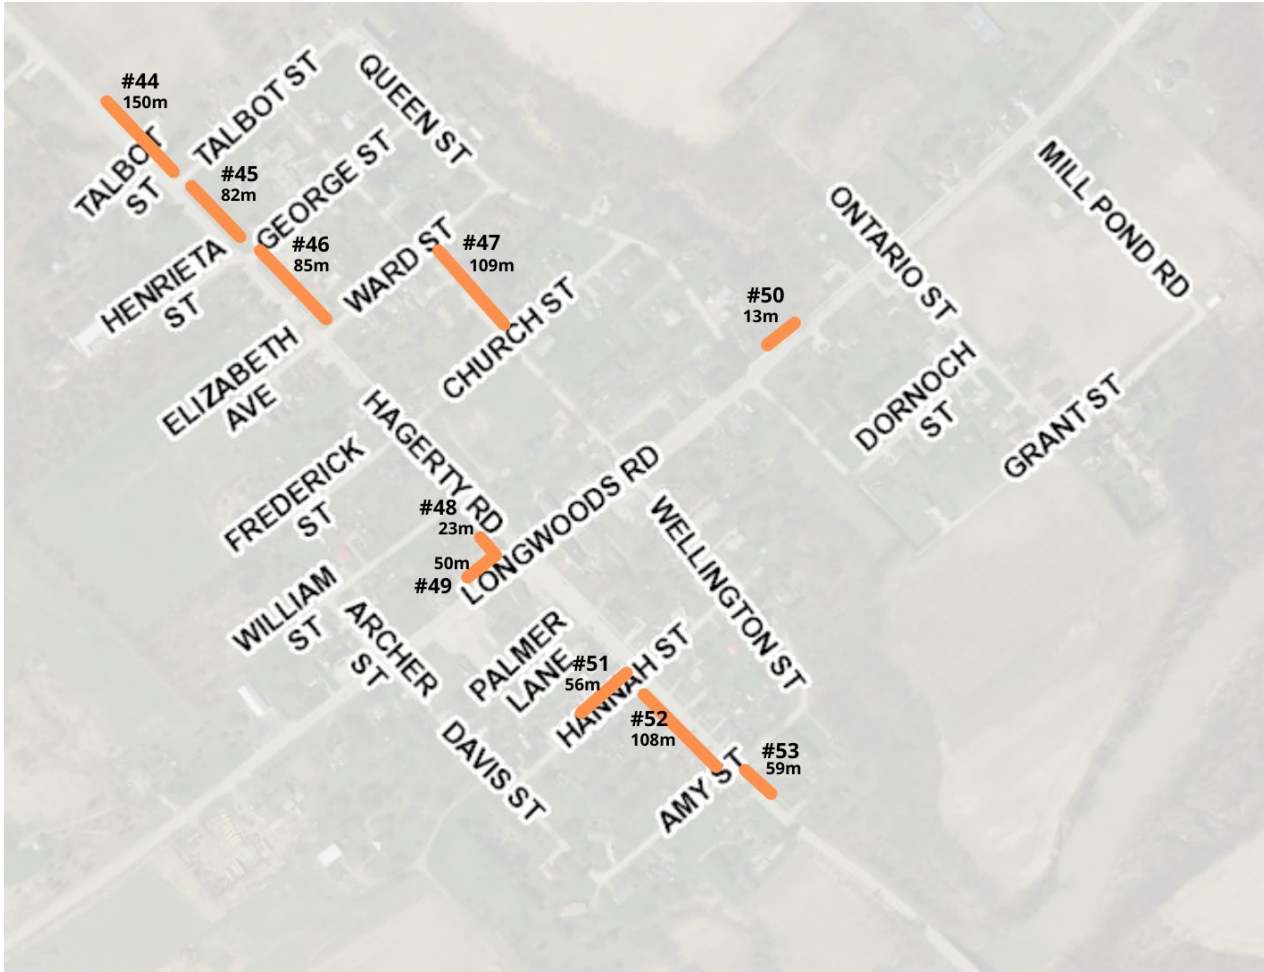 #44
150m
TALBOT ST
QUEEN ST
TALBOT
ST
#45
82m
GEORGE ST
HENRIETA
ST
#46
85m
WARD ST
#47
109m
CHURCH ST
ELIZABETH
AVE
MILL POND RD
ONTARIO ST
#50
13m
DORNOCH
ST
GRANT ST
HAGERTY RD
FREDERICK
ST
#48
23m
50m
#49
LONGWOODS RD
WELLINGTON ST
WILLIAM
ST
ARCHER
ST
PALMER
LANE
#51
56m
HANNAH ST
#52
108m
DAVIS ST
AMY ST
#53
59m